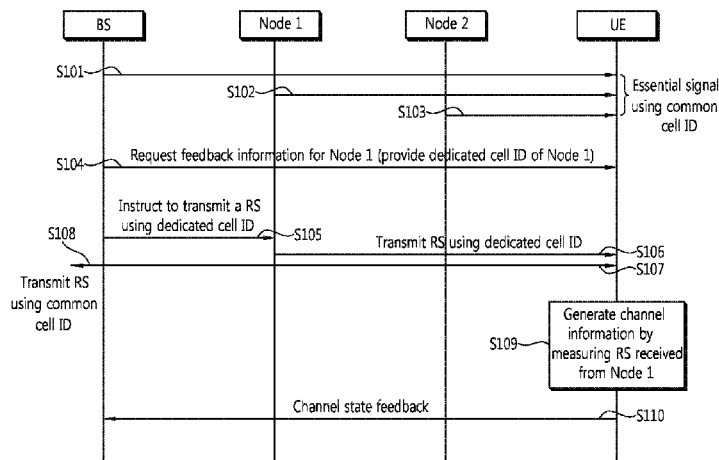 BS
Node 1
Node 2
UE
S101
S102
S103
Essential signal
using common
cell ID
S104
Request feedback information for Node 1 (provide dedicated cell ID of Node 1)
Instruct to transmit a RS
using dedicated cell ID
S105
Transmit RS using dedicated cell ID
S106
S108
S107
Transmit RS
using common
cell ID
S109
Generate channel
information by
measuring RS received
from Node 1
Channel state feedback
S110